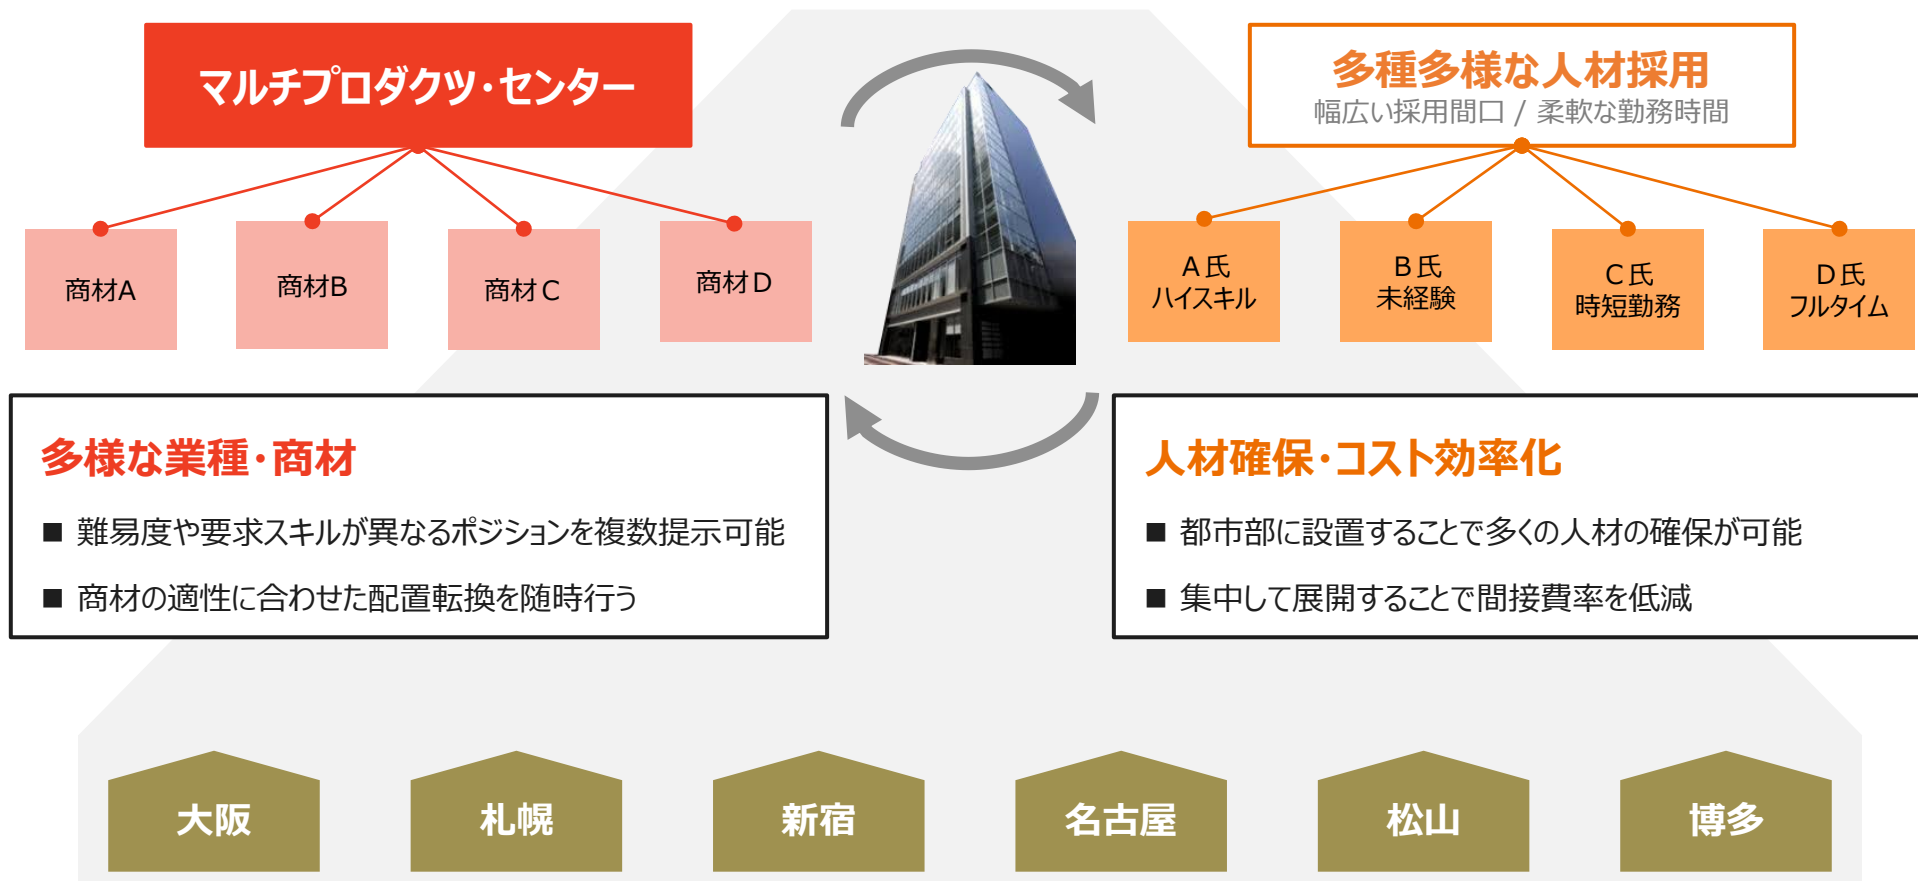 マルチプロダクツ・センター
商材A
商材B
商材C
商材D
多種多様な人材採用
幅広い採用間口 / 柔軟な勤務時間
A氏
ハイスキル
B氏
未経験
C氏
時短勤務
D氏
フルタイム
多様な業種・商材
■ 難易度や要求スキルが異なるポジションを複数提示可能
■ 商材の適性に合わせた配置転換を随時行う
人材確保・コスト効率化
■ 都市部に設置することで多くの人材の確保が可能
■ 集中して展開することで間接費率を低減
大阪
札幌
新宿
名古屋
松山
博多